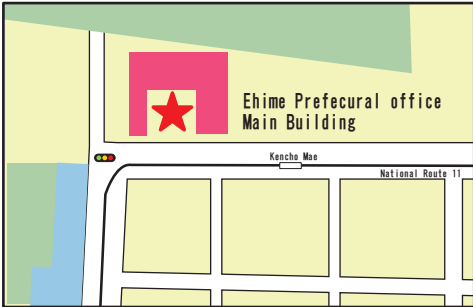 Ehime Prefecural office
Main Building
Kencho Mae
National Route 11